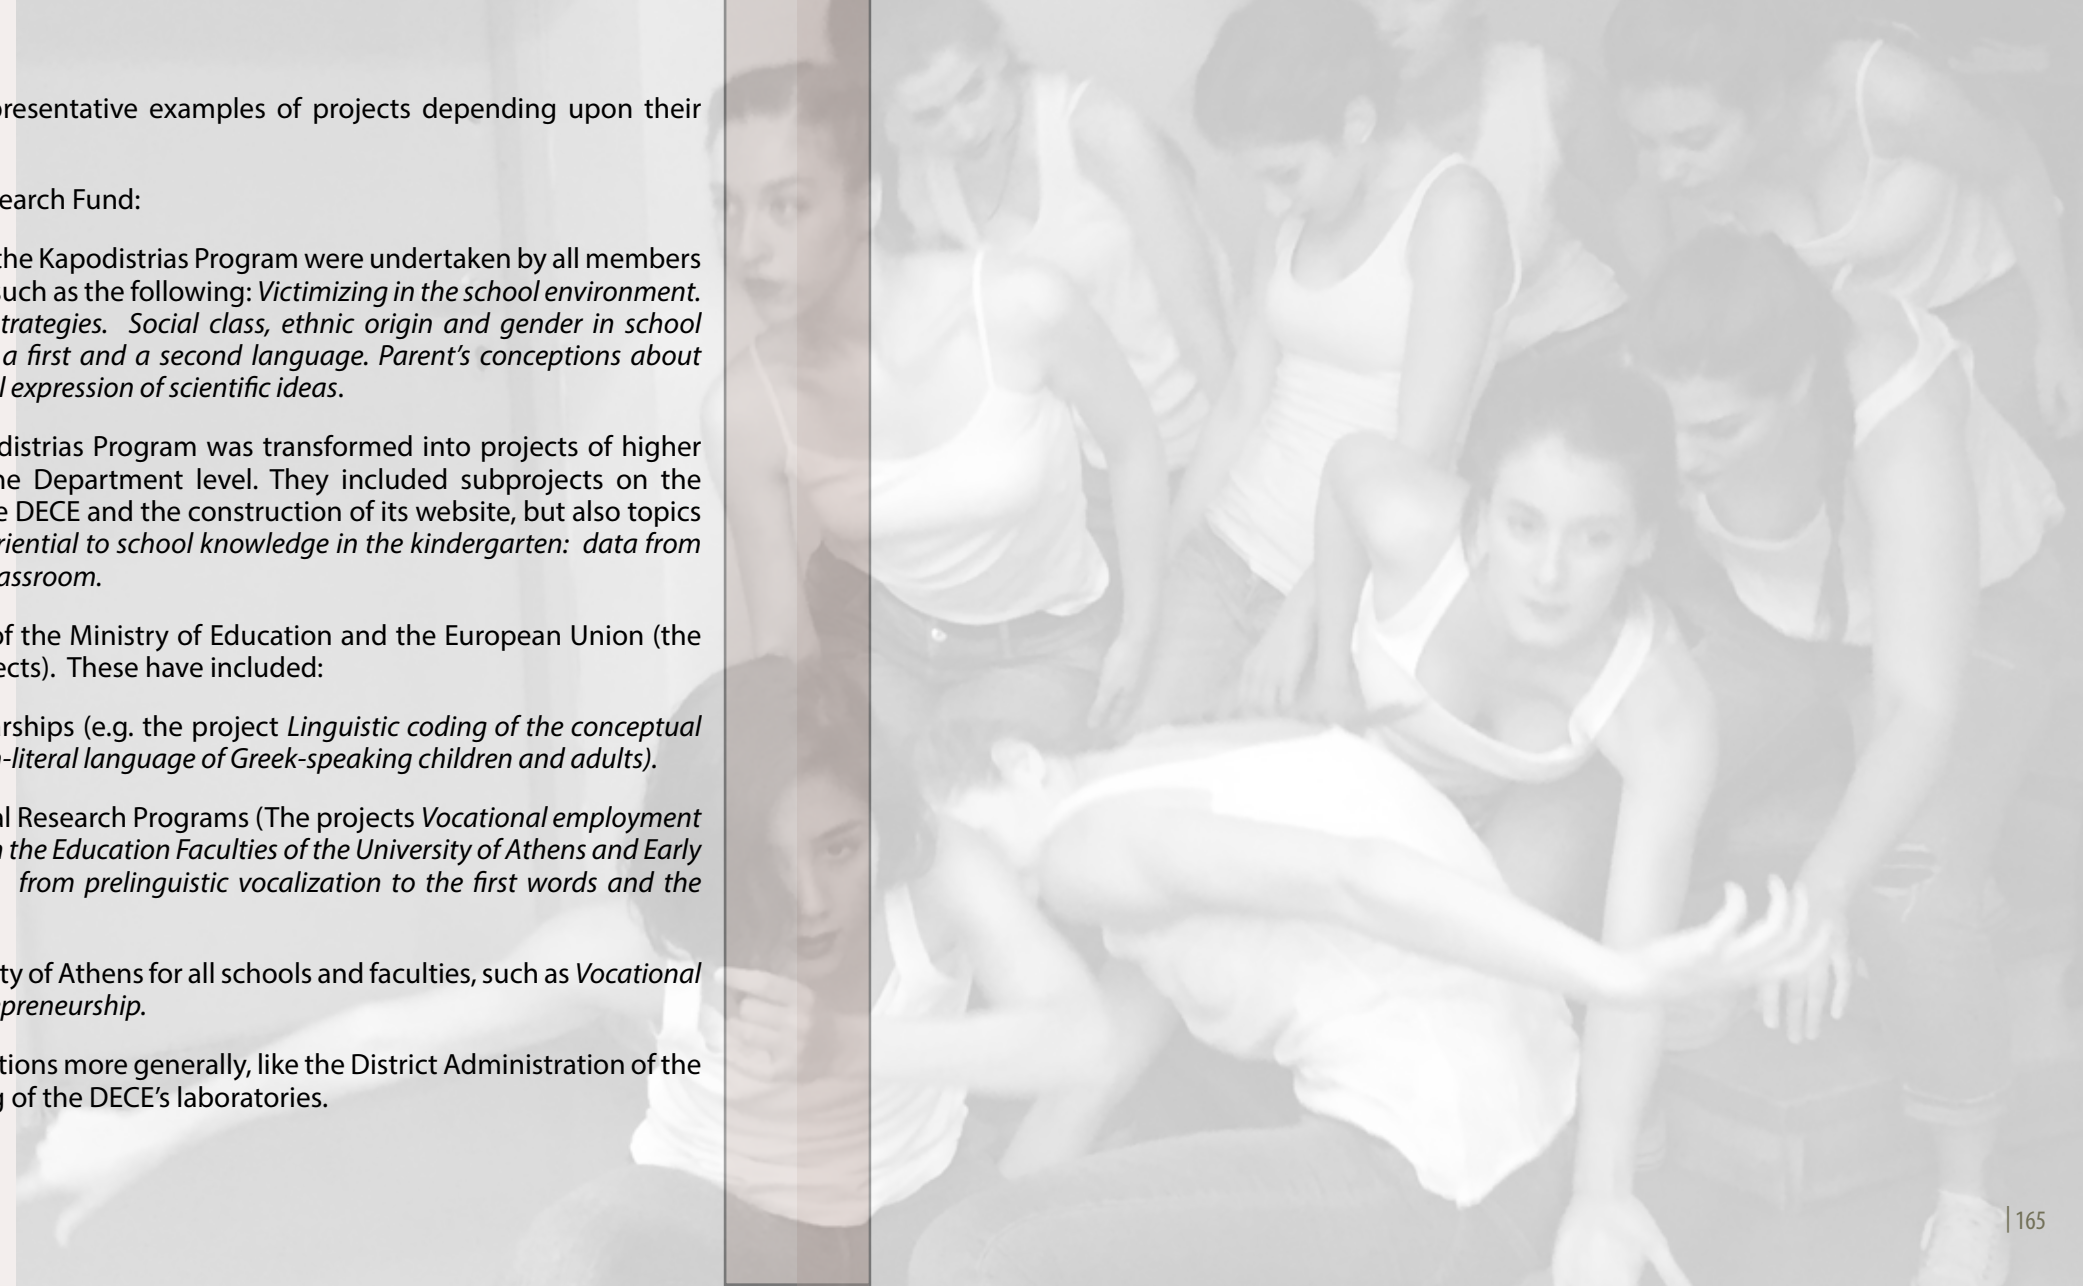 presentative examples of projects depending upon their
earch Fund:
the Kapodistrias Program were undertaken by all members
such as the following: Victimizing in the school environment.
trategies. Social class, ethnic origin and gender in school
a first and a second language. Parent's conceptions about
l expression of scientific ideas.
distrias Program was transformed into projects of higher
he Department level. They included subprojects on the
e DECE and the construction of its website, but also topics
riential to school knowledge in the kindergarten: data from
assroom.
of the Ministry of Education and the European Union (the
ects). These have included:
arships (e.g. the project Linguistic coding of the conceptual
n-literal language of Greek-speaking children and adults).
al Research Programs (The projects Vocational employment
n the Education Faculties of the University of Athens and Early
from prelinguistic vocalization to the first words and the
ty of Athens for all schools and faculties, such as Vocational
epreneurship.
tions more generally, like the District Administration of the
g of the DECE's laboratories.
165